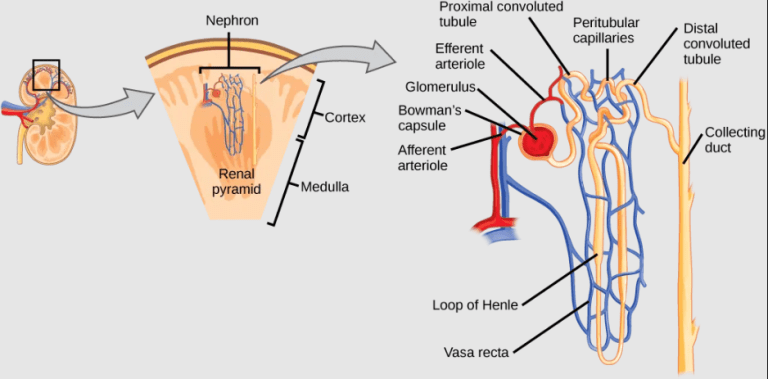 Nephron
Cortex
Renal
pyramid
Medulla
Proximal convoluted
tubule
Peritubular
capillaries
Distal
convoluted
tubule
Efferent
arteriole
Glomerulus
Bowman's
capsule
Afferent
arteriole
Collecting
duct
Loop of Henle
Vasa recta